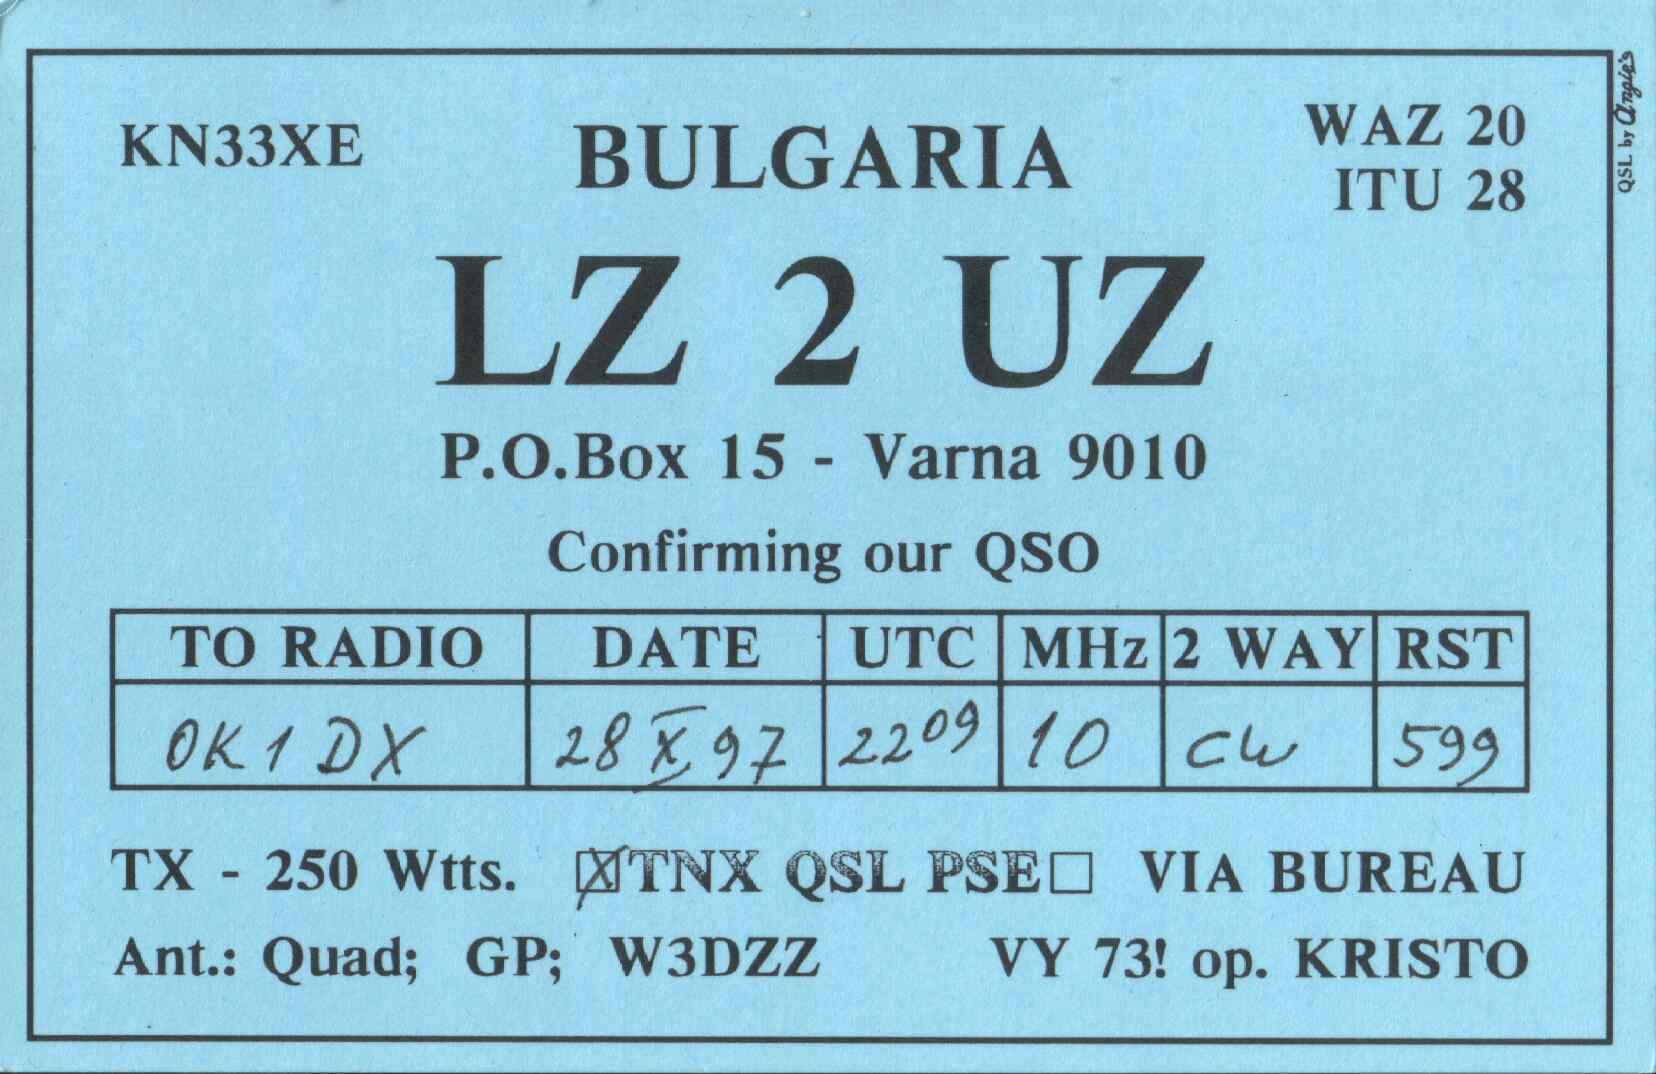 KN33XE
BULGARIA
WAZ 20
ITU 28
QSL by Angie's
LZ 2 UZ
P.O.Box 15 - Varna 9010
Confirming our QSO
TO RADIO DATE UTC MHz 2 WAY RST
OK1DX 28 X 97 2209 10 CW 599
TX - 250 Wtts. TNX QSL PSE VIA BUREAU
Ant.: Quad; GP; W3DZZ VY 73! op. KRISTO